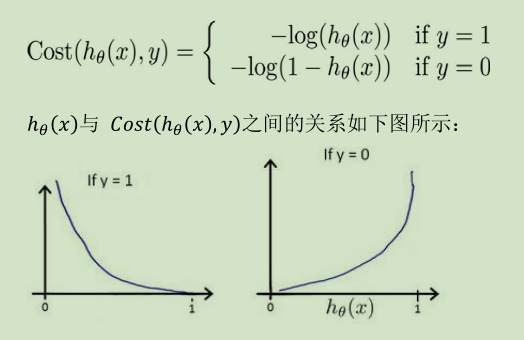 Cost(hθ(x), y) = { −log(hθ(x)) if y = 1
−log(1 − hθ(x)) if y = 0
hθ(x)与 Cost(hθ(x), y)之间的关系如下图所示：
If y = 1
If y = 0
0 1
0 hθ(x) 1